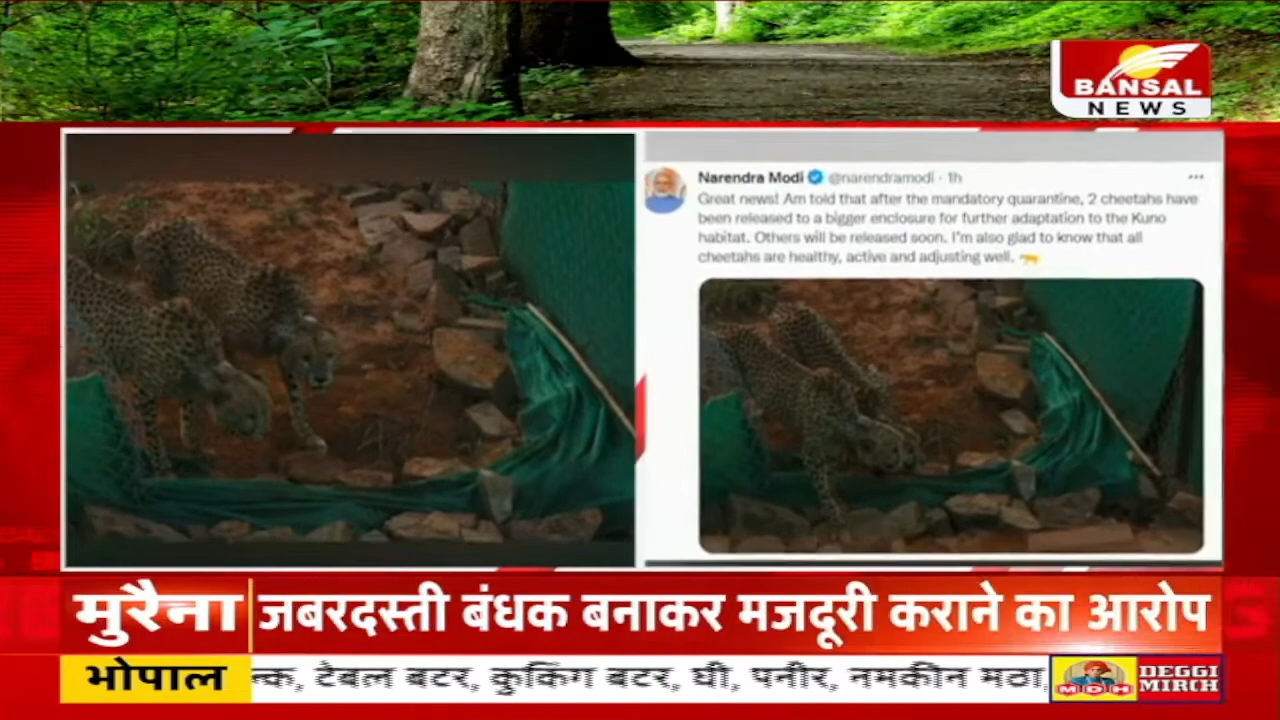 BANSAL
NEWS
Narendra Modi @narendramodi · 1h
Great news! Am told that after the mandatory quarantine, 2 cheetahs have
been released to a bigger enclosure for further adaptation to the Kuno
habitat. Others will be released soon. I'm also glad to know that all
cheetahs are healthy, active and adjusting well.
मुरैना जबरदस्ती बंधक बनाकर मजदूरी कराने का आरोप
भोपाल न्क, टैबल बटर, कुकिंग बटर, घी, पनीर, नमकीन मठा,
MDH DEGGI
MIRCH